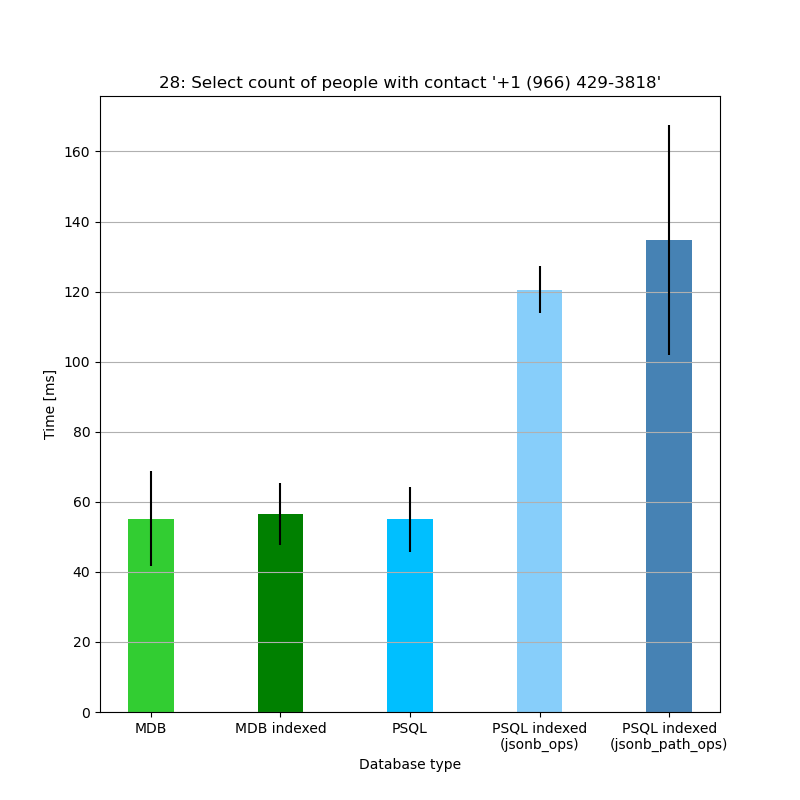 28: Select count of people with contact '+1 (966) 429-3818'
160
140
120
100
80
60
40
20
0
Time [ms]
MDB
MDB indexed
PSQL
PSQL indexed
(jsonb_ops)
PSQL indexed
(jsonb_path_ops)
Database type